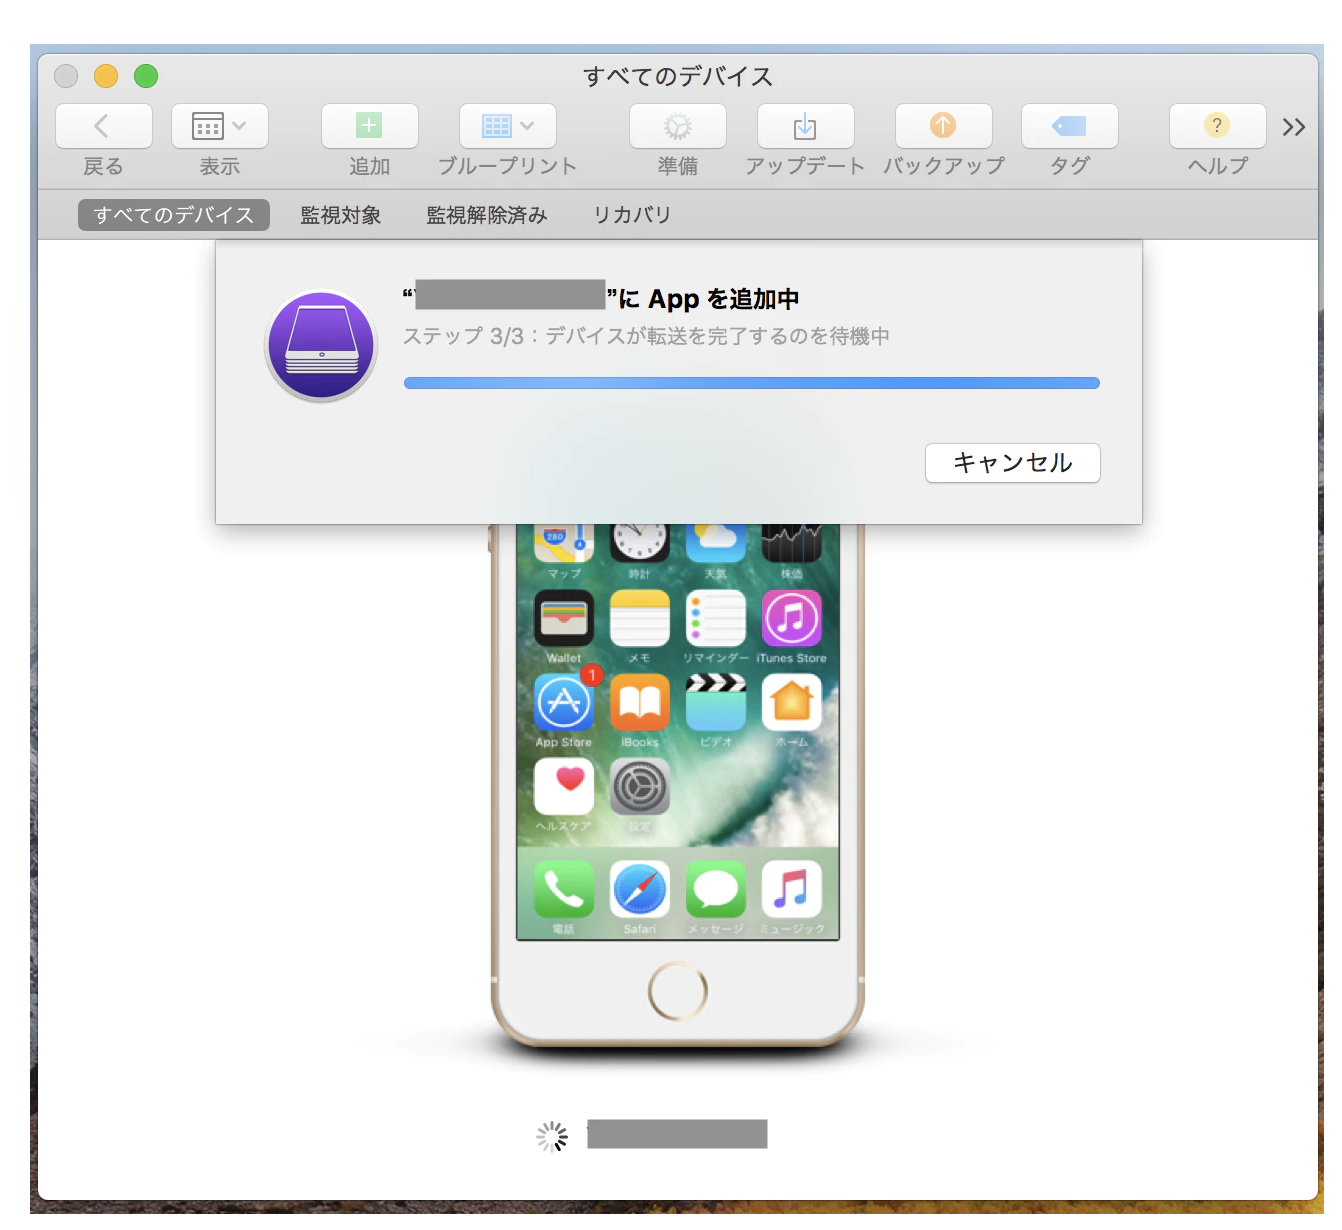 すべてのデバイス
戻る 表示 追加 ブループリント 準備 アップデート バックアップ タグ ? ヘルプ
すべてのデバイス 監視対象 監視解除済み リカバリ
“ ”に App を追加中
ステップ 3/3：デバイスが転送を完了するのを待機中
キャンセル
280
マップ 時計 天気 株価
Wallet メモ リマインダー iTunes Store
1
App Store iBooks ビデオ ホーム
ヘルスケア 設定
電話 Safari メッセージ ミュージック